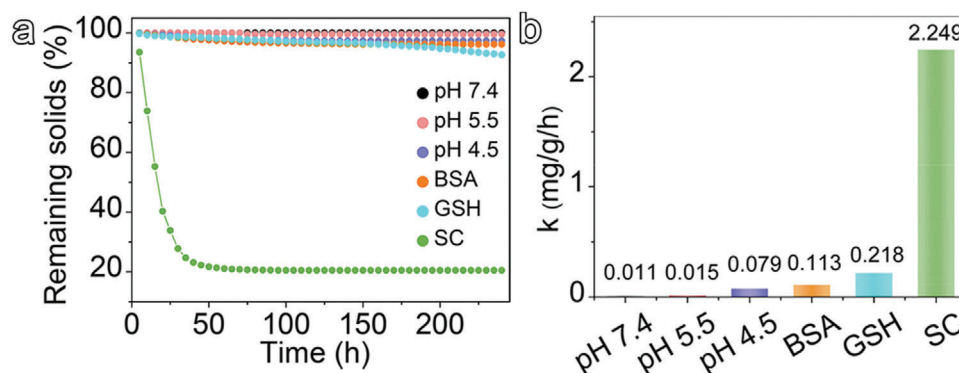 a
Remaining solids (%)
100
80
60
40
20
0
50
100
150
200
Time (h)
pH 7.4
pH 5.5
pH 4.5
BSA
GSH
SC
b
k (mg/g/h)
2
1
0
0.011
0.015
0.079
0.113
0.218
2.249
pH 7.4
pH 5.5
pH 4.5
BSA
GSH
SC